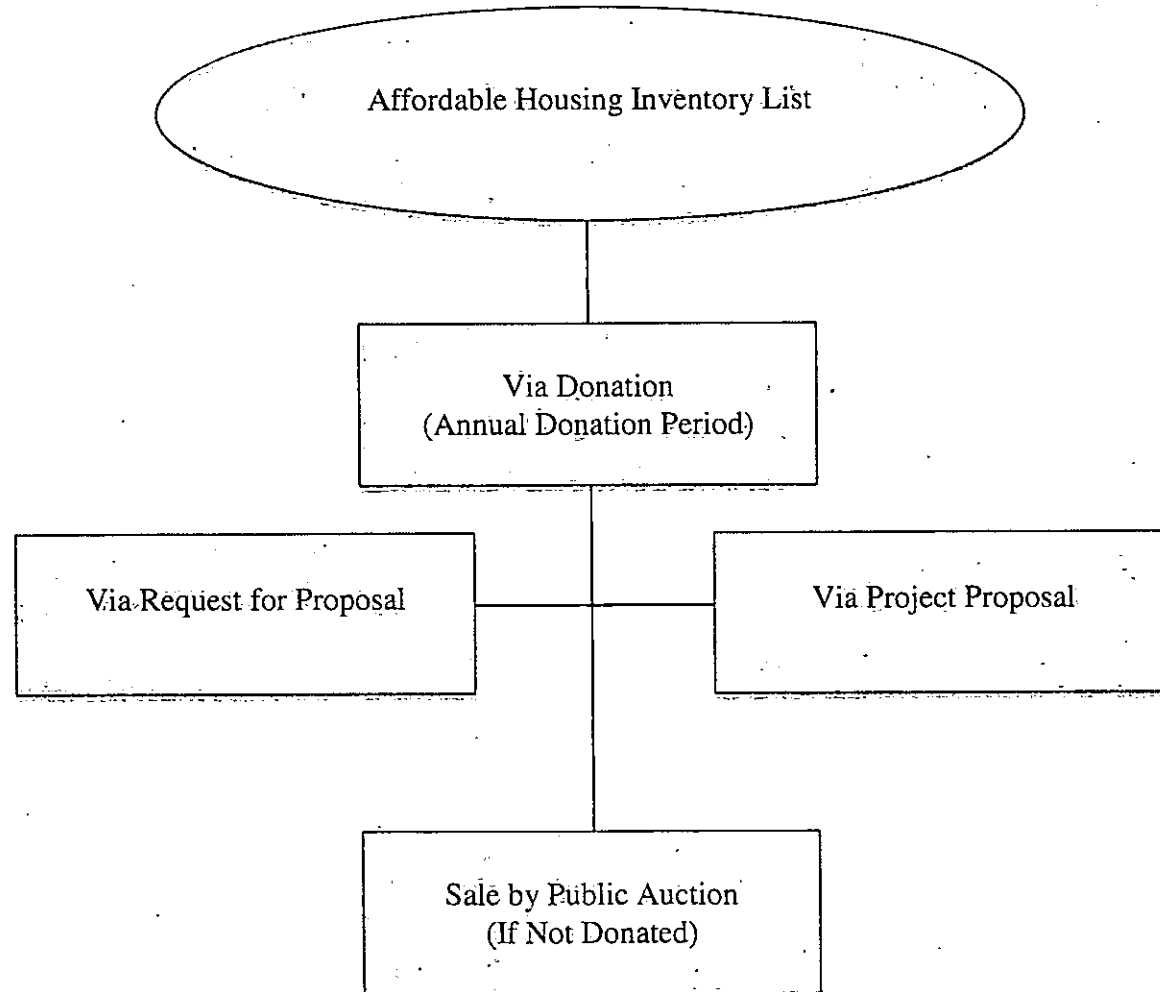 Affordable Housing Inventory List
Via Donation
(Annual Donation Period)
Via Request for Proposal
Via Project Proposal
Sale by Public Auction
(If Not Donated)